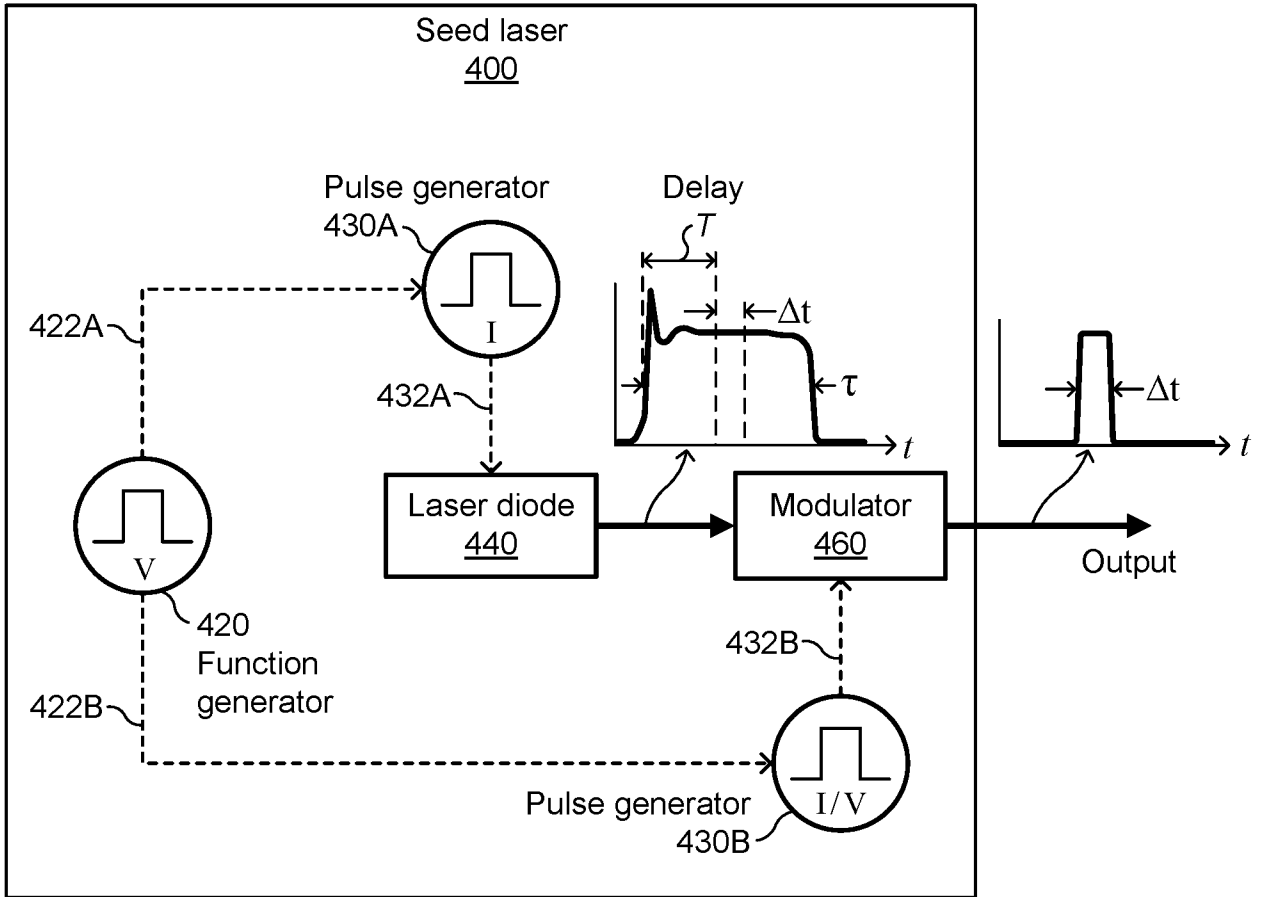 Seed laser
400
Pulse generator
430A
I
Delay
T
Δt
τ
t
Δt
t
422A
432A
Laser diode
440
Modulator
460
Output
V
420
Function
generator
422B
432B
I/V
Pulse generator
430B